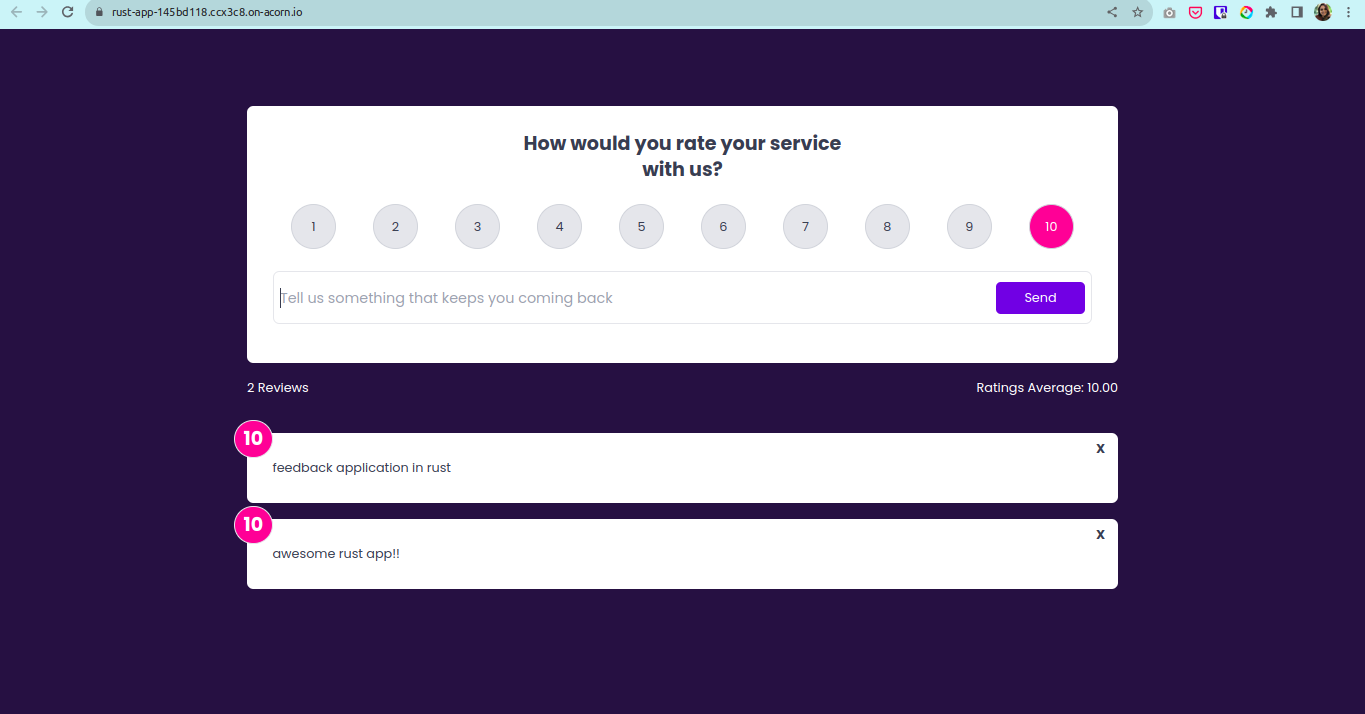 rust-app-145bd118.ccx3c8.on-acorn.io
How would you rate your service
with us?
1 2 3 4 5 6 7 8 9 10
Tell us something that keeps you coming back Send
2 Reviews Ratings Average: 10.00
10
X
feedback application in rust
10
X
awesome rust app!!